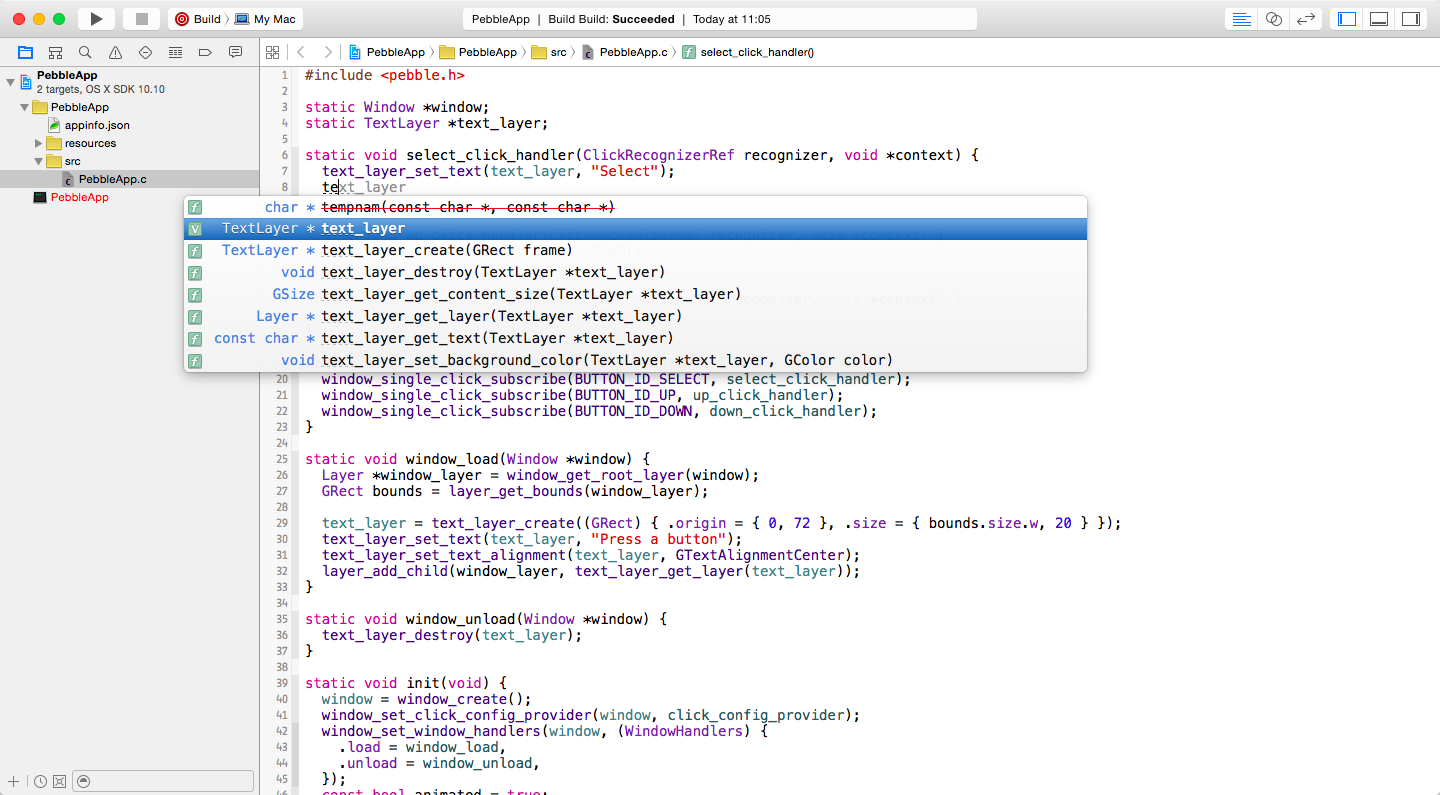 Build
My Mac
PebbleApp | Build Build: Succeeded | Today at 11:05
PebbleApp
PebbleApp
src
PebbleApp.c
select_click_handler()
PebbleApp
2 targets, OS X SDK 10.10
PebbleApp
appinfo.json
resources
src
PebbleApp.c
PebbleApp
1 #include <pebble.h>
2
3 static Window *window;
4 static TextLayer *text_layer;
5
6 static void select_click_handler(ClickRecognizerRef recognizer, void *context) {
7 text_layer_set_text(text_layer, "Select");
8 text_layer
f char * tempnam(const char *, const char *)
V TextLayer * text_layer
f TextLayer * text_layer_create(GRect frame)
f void text_layer_destroy(TextLayer *text_layer)
f GSize text_layer_get_content_size(TextLayer *text_layer)
f Layer * text_layer_get_layer(TextLayer *text_layer)
f const char * text_layer_get_text(TextLayer *text_layer)
f void text_layer_set_background_color(TextLayer *text_layer, GColor color)
20 window_single_click_subscribe(BUTTON_ID_SELECT, select_click_handler);
21 window_single_click_subscribe(BUTTON_ID_UP, up_click_handler);
22 window_single_click_subscribe(BUTTON_ID_DOWN, down_click_handler);
23 }
24
25 static void window_load(Window *window) {
26 Layer *window_layer = window_get_root_layer(window);
27 GRect bounds = layer_get_bounds(window_layer);
28
29 text_layer = text_layer_create((GRect) { .origin = { 0, 72 }, .size = { bounds.size.w, 20 } });
30 text_layer_set_text(text_layer, "Press a button");
31 text_layer_set_text_alignment(text_layer, GTextAlignmentCenter);
32 layer_add_child(window_layer, text_layer_get_layer(text_layer));
33 }
34
35 static void window_unload(Window *window) {
36 text_layer_destroy(text_layer);
37 }
38
39 static void init(void) {
40 window = window_create();
41 window_set_click_config_provider(window, click_config_provider);
42 window_set_window_handlers(window, (WindowHandlers) {
43 .load = window_load,
44 .unload = window_unload,
45 });
46 const bool animated = true;